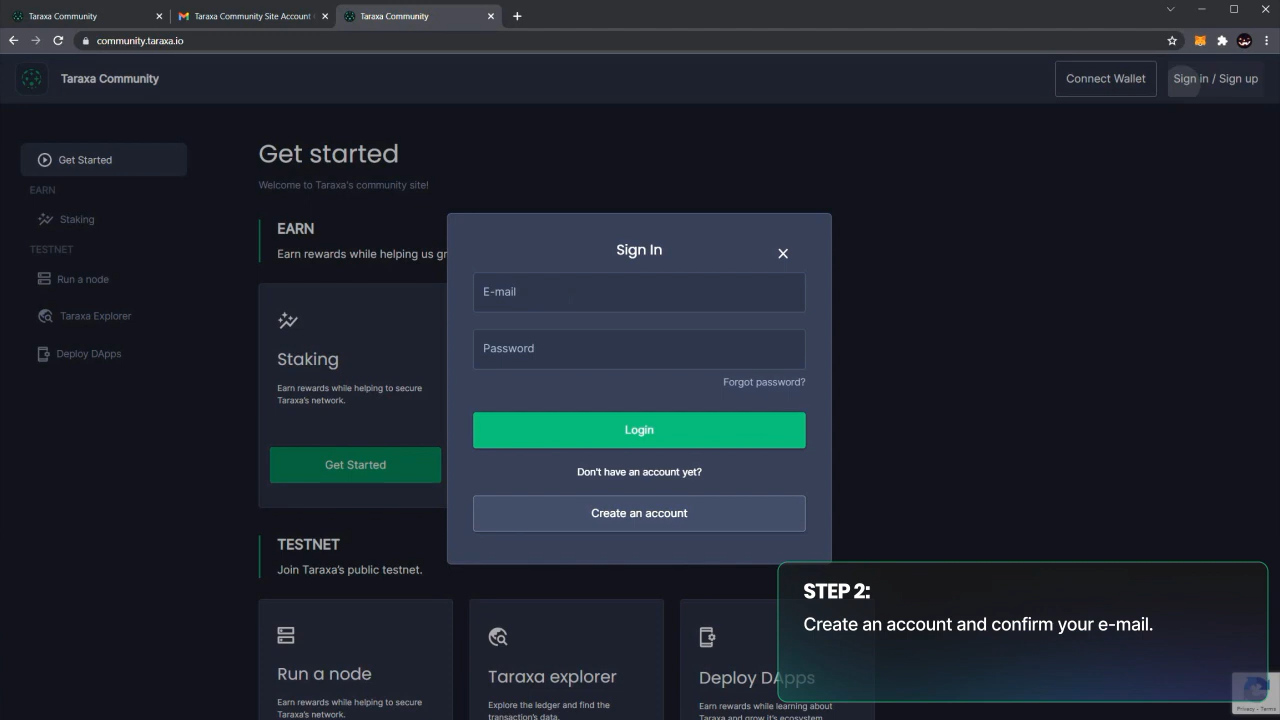 Taraxa Community
Taraxa Community Site Account
Taraxa Community
community.taraxa.io
Taraxa Community
Connect Wallet
Sign in / Sign up
Get Started
EARN
Staking
TESTNET
Run a node
Taraxa Explorer
Deploy DApps
Get started
Welcome to Taraxa's community site!
EARN
Earn rewards while helping us gr
Staking
Earn rewards while helping to secure
Taraxa's network.
Get Started
TESTNET
Join Taraxa's public testnet.
Run a node
Earn rewards while helping to secure
Taraxa's network.
Taraxa explorer
Explore the ledger and find the
transaction's data.
Deploy DApps
Earn rewards while learning about
Taraxa and grow it's ecosystem
Sign In
E-mail
Password
Forgot password?
Login
Don't have an account yet?
Create an account
STEP 2:
Create an account and confirm your e-mail.
Privacy - Terms